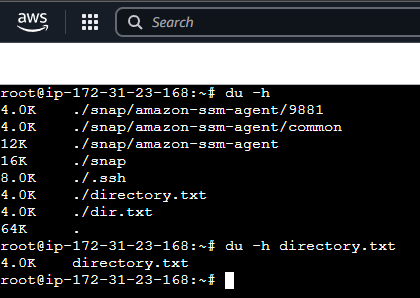 aws
Search
root@ip-172-31-23-168:~# du -h
4.0K    ./snap/amazon-ssm-agent/9881
4.0K    ./snap/amazon-ssm-agent/common
12K     ./snap/amazon-ssm-agent
16K     ./snap
8.0K    ./.ssh
4.0K    ./directory.txt
4.0K    ./dir.txt
64K     .
root@ip-172-31-23-168:~# du -h directory.txt
4.0K    directory.txt
root@ip-172-31-23-168:~#